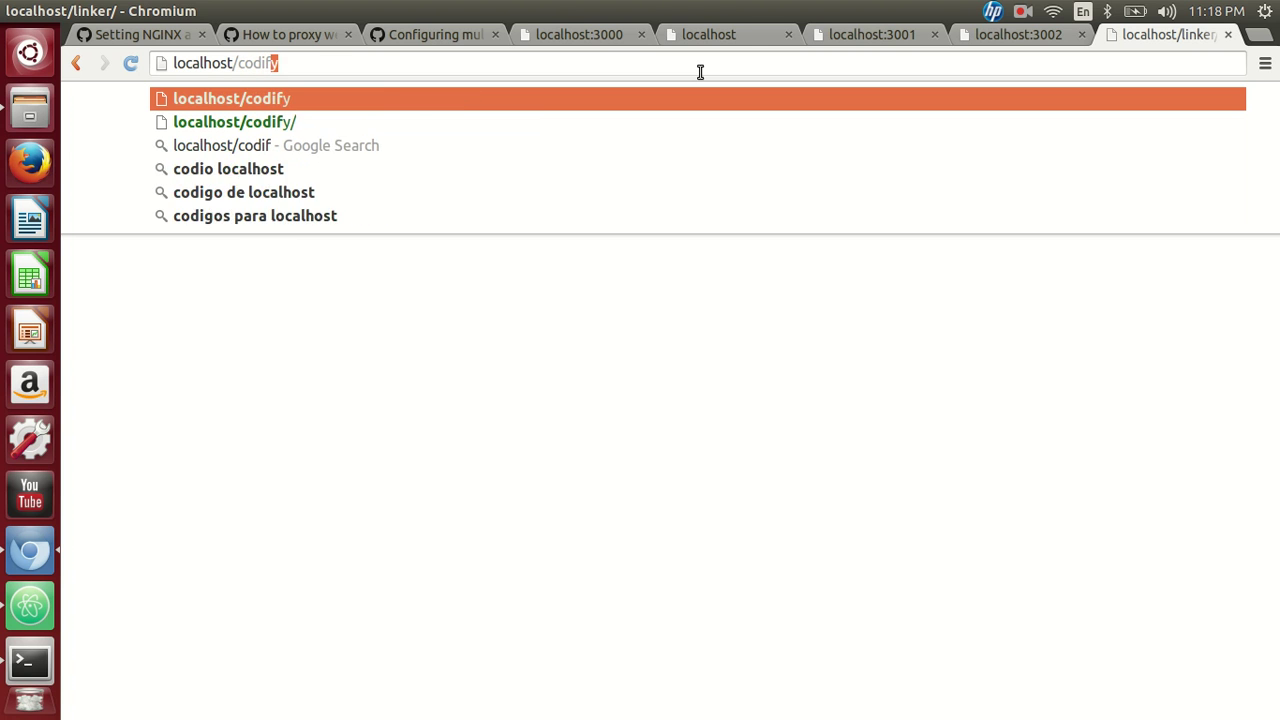 localhost/linker/ - Chromium
hp
En
11:18 PM
Setting NGINX a
How to proxy we
Configuring mul
localhost:3000
localhost
localhost:3001
localhost:3002
localhost/linker/
localhost/codify
localhost/codify
localhost/codify/
localhost/codif - Google Search
codio localhost
codigo de localhost
codigos para localhost
a
You
Tube
>_